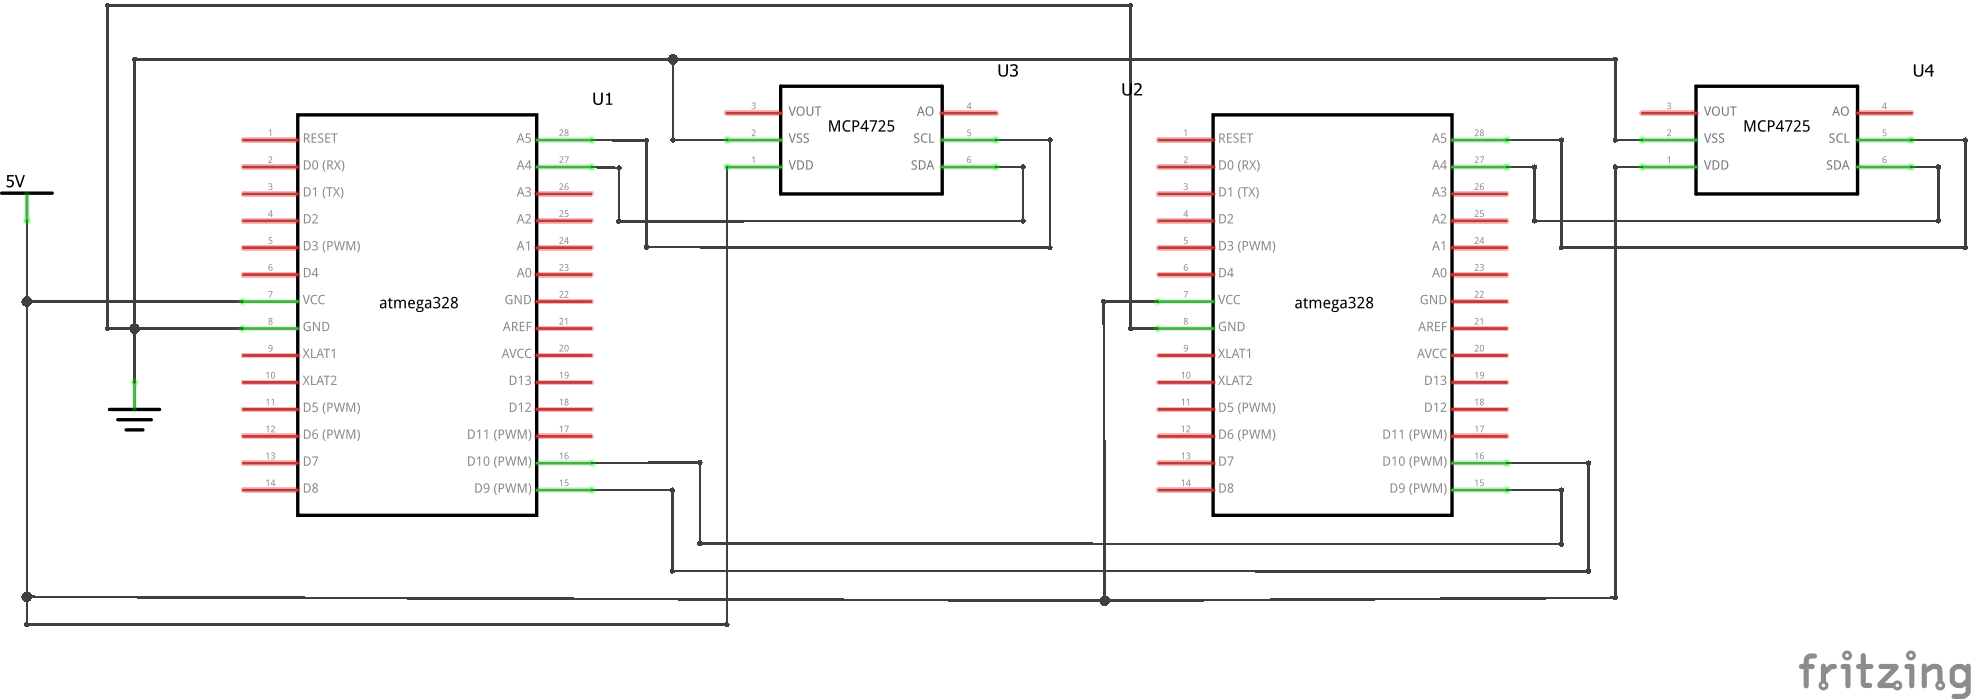 5V
U1
1 RESET A5 28
2 D0 (RX) A4 27
3 D1 (TX) A3 26
4 D2 A2 25
5 D3 (PWM) A1 24
6 D4 A0 23
7 VCC atmega328 GND 22
8 GND AREF 21
9 XLAT1 AVCC 20
10 XLAT2 D13 19
11 D5 (PWM) D12 18
12 D6 (PWM) D11 (PWM) 17
13 D7 D10 (PWM) 16
14 D8 D9 (PWM) 15
U3
3 VOUT AO 4
MCP4725
2 VSS SCL 5
1 VDD SDA 6
U2
1 RESET A5 28
2 D0 (RX) A4 27
3 D1 (TX) A3 26
4 D2 A2 25
5 D3 (PWM) A1 24
6 D4 A0 23
7 VCC atmega328 GND 22
8 GND AREF 21
9 XLAT1 AVCC 20
10 XLAT2 D13 19
11 D5 (PWM) D12 18
12 D6 (PWM) D11 (PWM) 17
13 D7 D10 (PWM) 16
14 D8 D9 (PWM) 15
U4
3 VOUT AO 4
MCP4725
2 VSS SCL 5
1 VDD SDA 6
fritzing